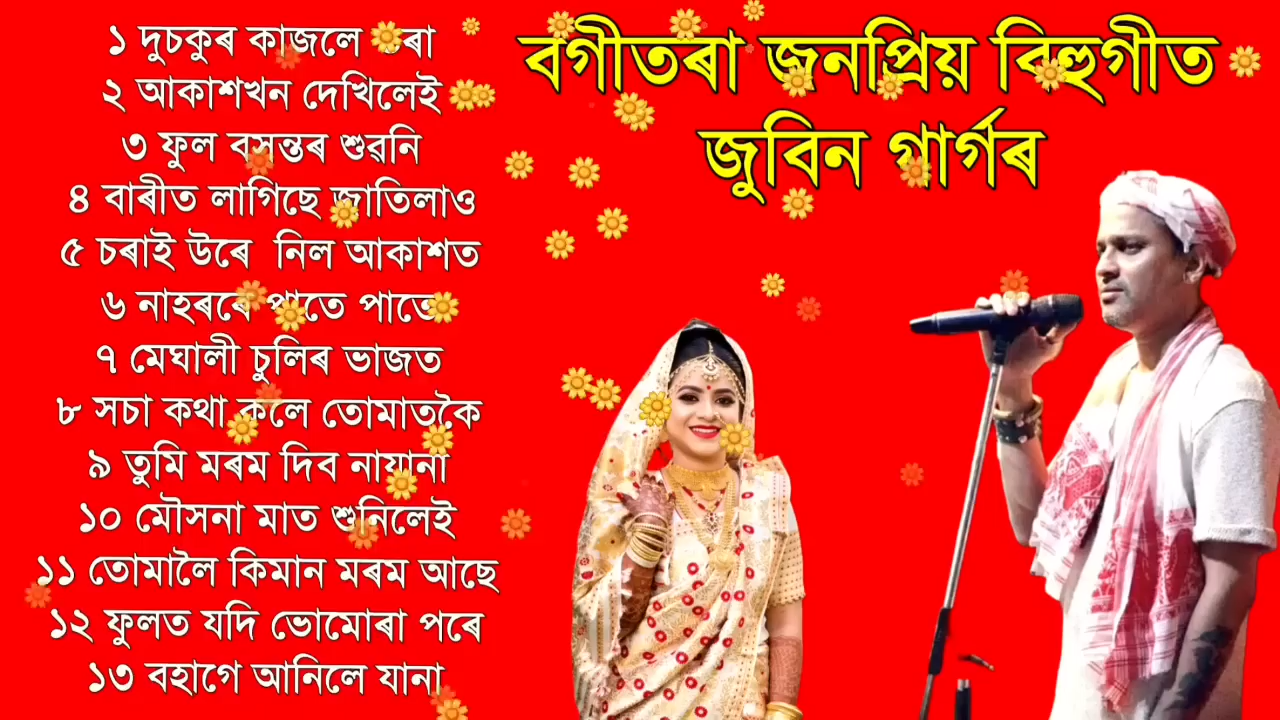 ১ দুচকুৰ কাজলে ৰা
২ আকাশখন দেখিলেই
৩ ফুল বসন্তৰ শুৱনি
৪ বাৰীত লাগিছে জাতিলাও
৫ চৰাই উৰে নিল আকাশত
৬ নাহৰৰে পাতে পাতে
৭ মেঘালী চুলিৰ ভাজত
৮ সচা কথা কলে তোমাতকৈ
৯ তুমি মৰম দিব নাযানা
১০ মৌসনা মাত শুনিলেই
১১ তোমালৈ কিমান মৰম আছে
১২ ফুলত যদি ভোমোৰা পৰে
১৩ বহাগে আনিলে যানা
বগীতৰা জনপ্ৰিয় বিহুগীত
জুবিন গাৰ্গৰ